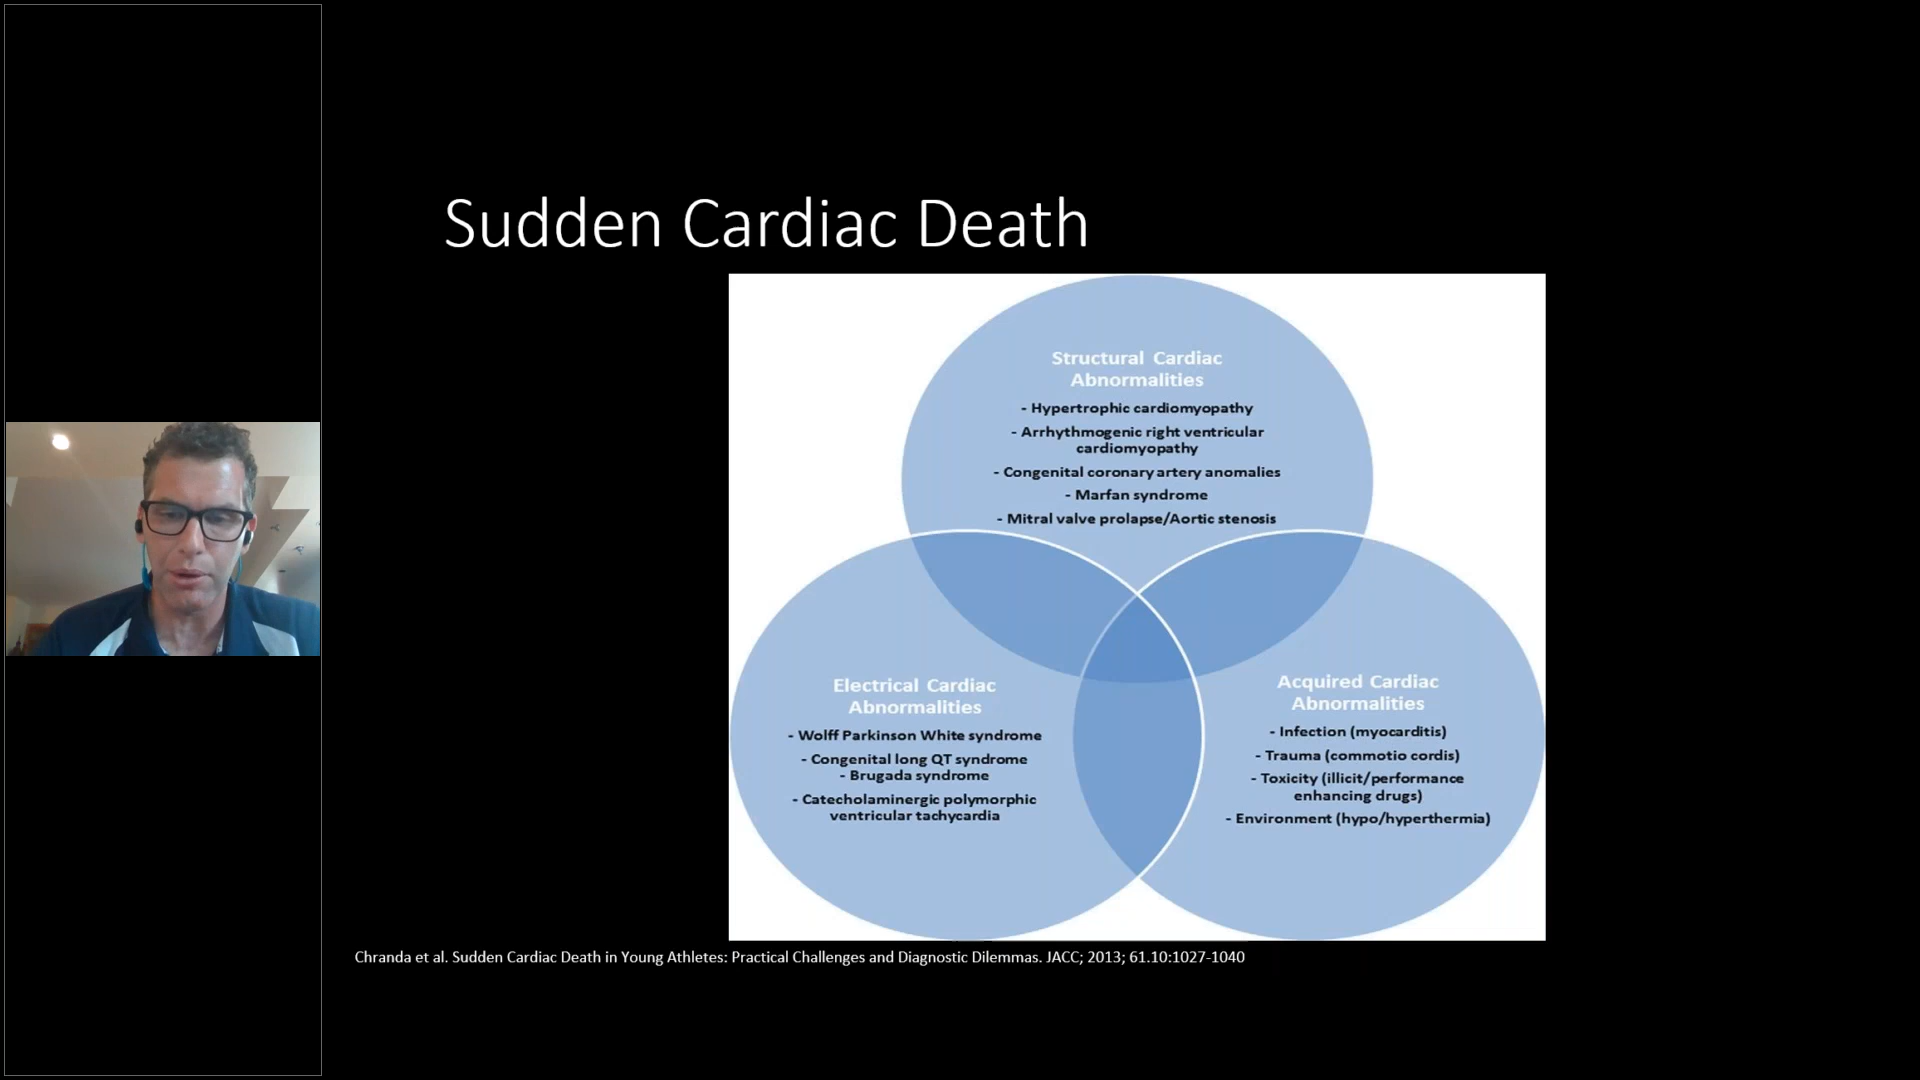 Sudden Cardiac Death
Structural Cardiac
Abnormalities
- Hypertrophic cardiomyopathy
- Arrhythmogenic right ventricular
cardiomyopathy
- Congenital coronary artery anomalies
- Marfan syndrome
- Mitral valve prolapse/Aortic stenosis
Electrical Cardiac
Abnormalities
- Wolff Parkinson White syndrome
- Congenital long QT syndrome
- Brugada syndrome
- Catecholaminergic polymorphic
ventricular tachycardia
Acquired Cardiac
Abnormalities
- Infection (myocarditis)
- Trauma (commotio cordis)
- Toxicity (illicit/performance
enhancing drugs)
- Environment (hypo/hyperthermia)
Chranda et al. Sudden Cardiac Death in Young Athletes: Practical Challenges and Diagnostic Dilemmas. JACC; 2013; 61.10:1027-1040